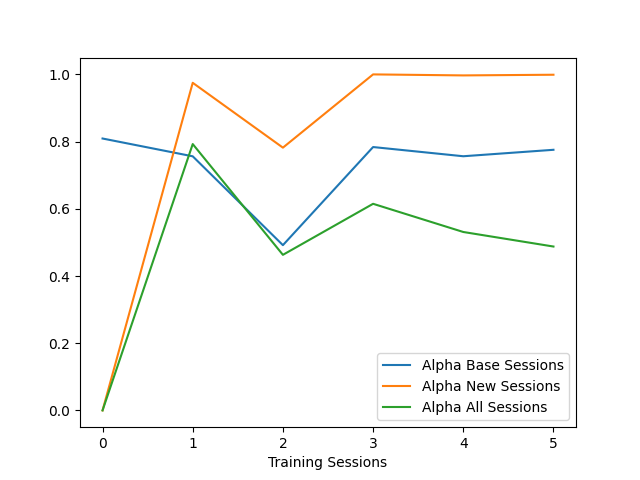 1.0
0.8
0.6
0.4
0.2
0.0
0 1 2 3 4 5
Training Sessions
Alpha Base Sessions
Alpha New Sessions
Alpha All Sessions